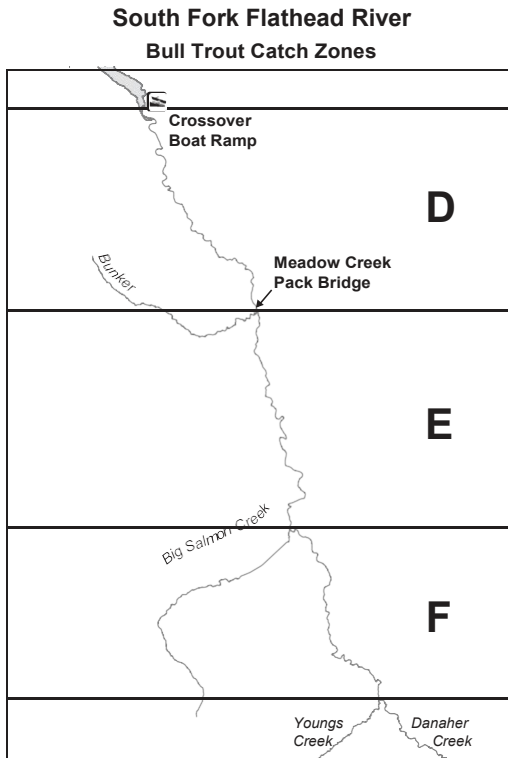 South Fork Flathead River
Bull Trout Catch Zones
Crossover
Boat Ramp
D
Bunker
Meadow Creek
Pack Bridge
E
Big Salmon Creek
F
Youngs
Creek
Danaher
Creek